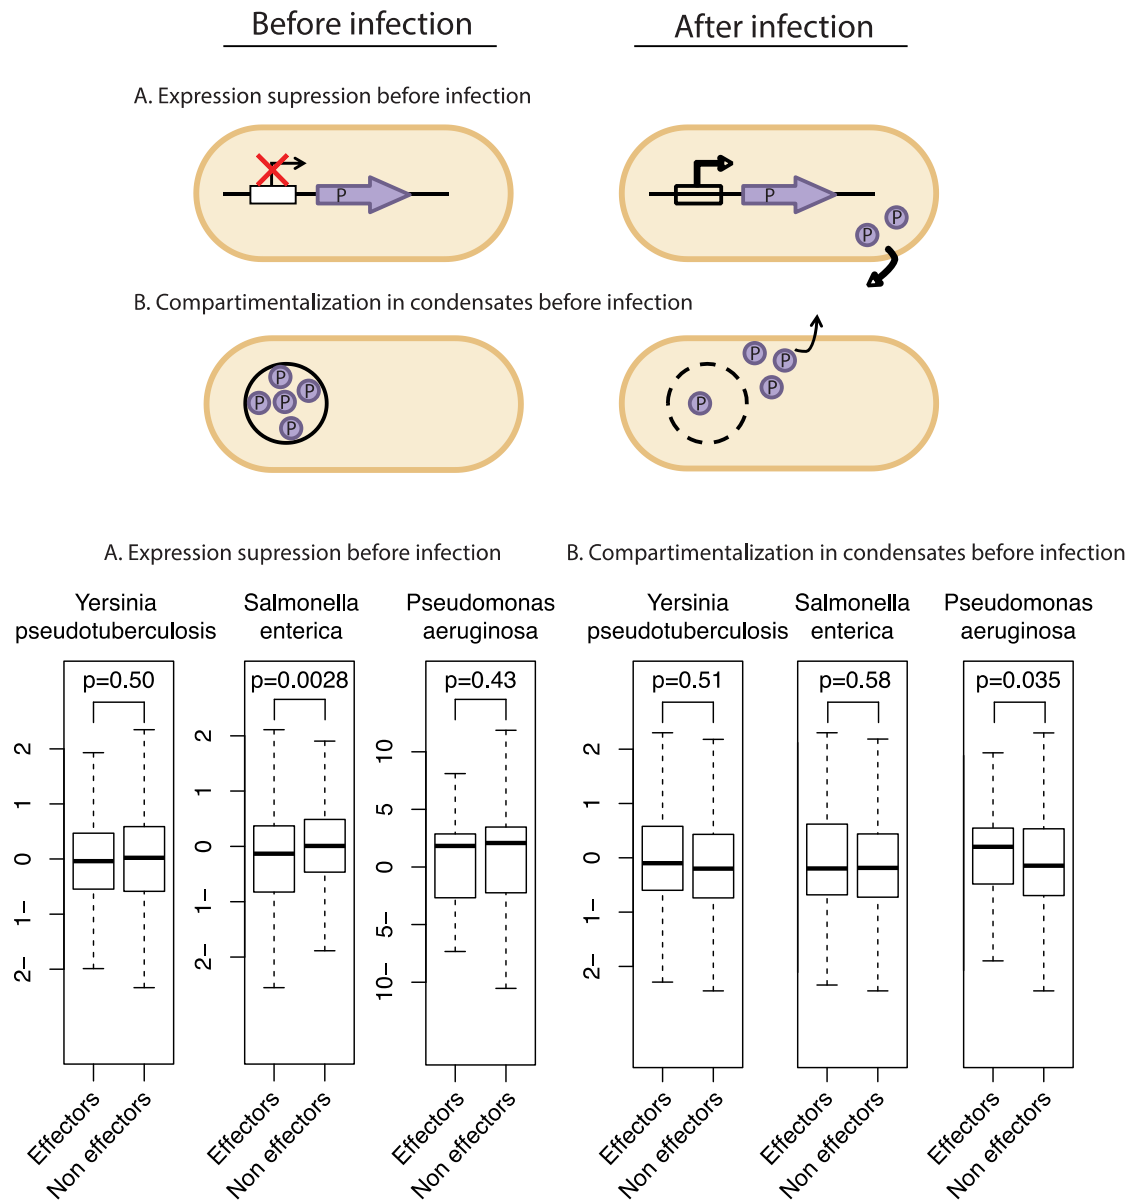 Before infection
After infection
A. Expression supression before infection
P
P
P
P
B. Compartimentalization in condensates before infection
P
P
P
P
P
P
P
P
P
A. Expression supression before infection
B. Compartimentalization in condensates before infection
Yersinia
pseudotuberculosis
Salmonella
enterica
Pseudomonas
aeruginosa
Yersinia
pseudotuberculosis
Salmonella
enterica
Pseudomonas
aeruginosa
p=0.50
p=0.0028
p=0.43
p=0.51
p=0.58
p=0.035
2
1
0
1-
2-
2
1
0
1-
2-
10
5
0
5-
10-
2
1
0
1-
2-
Effectors
Non effectors
Effectors
Non effectors
Effectors
Non effectors
Effectors
Non effectors
Effectors
Non effectors
Effectors
Non effectors